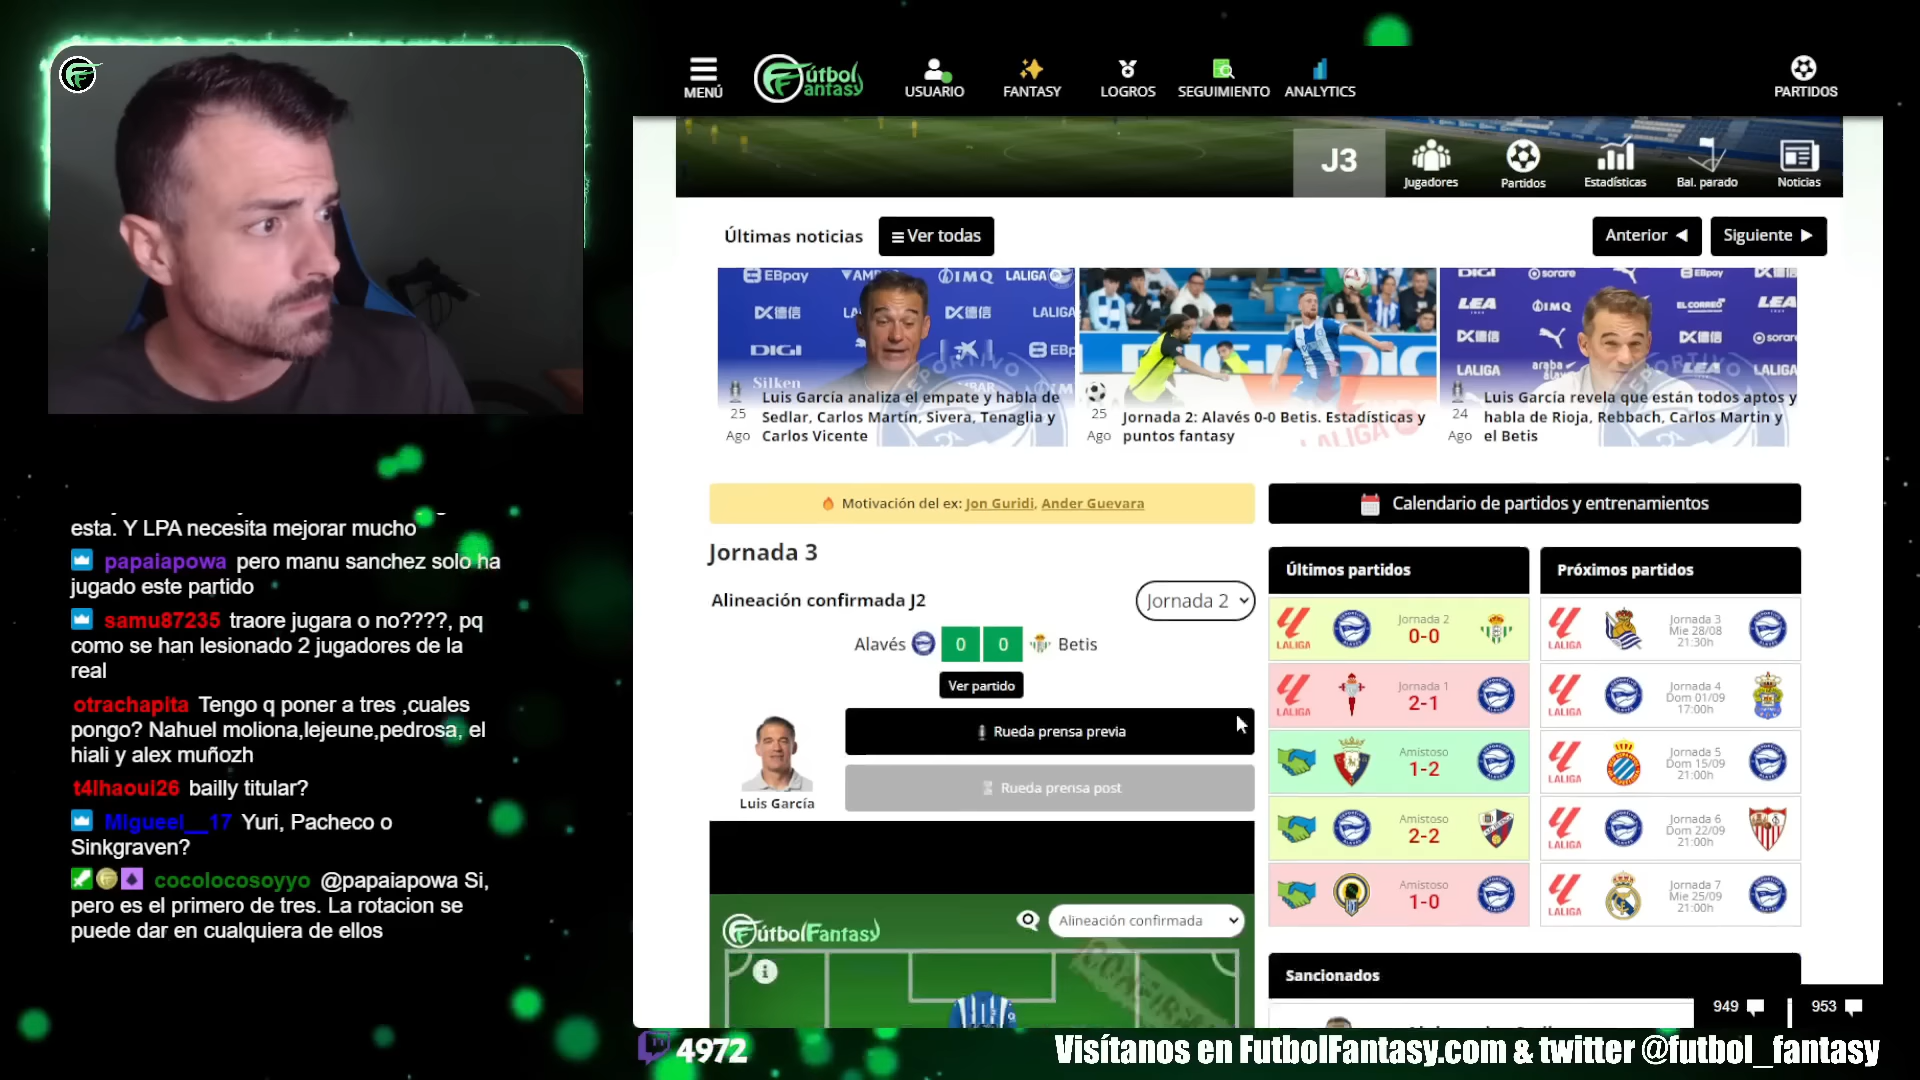 MENÚ
Fútbol
Fantasy
USUARIO
FANTASY
LOGROS
SEGUIMIENTO
ANALYTICS
PARTIDOS
J3
Jugadores
Partidos
Estadísticas
Bal. parado
Noticias
Últimas noticias
Ver todas
Anterior
Siguiente
25
Ago
Luis García analiza el empate y habla de
Sedlar, Carlos Martín, Sivera, Tenaglia y
Carlos Vicente
25
Ago
Jornada 2: Alavés 0-0 Betis. Estadísticas y
puntos fantasy
24
Ago
Luis García revela que están todos aptos y
habla de Rioja, Rebbach, Carlos Martin y
el Betis
Motivación del ex: Jon Guridi, Ander Guevara
Calendario de partidos y entrenamientos
Jornada 3
Alineación confirmada J2
Jornada 2
Alavés 0 0 Betis
Ver partido
Rueda prensa previa
Rueda prensa post
Luis García
FútbolFantasy
Alineación confirmada
Últimos partidos
LALIGA Jornada 2
0-0
LALIGA Jornada 1
2-1
Amistoso
1-2
Amistoso
2-2
Amistoso
1-0
Próximos partidos
LALIGA Jornada 3
Mie 28/08
21:30h
LALIGA Jornada 4
Dom 01/09
17:00h
LALIGA Jornada 5
Dom 15/09
21:00h
LALIGA Jornada 6
Dom 22/09
21:00h
LALIGA Jornada 7
Mie 25/09
21:00h
Sancionados
949
953
esta. Y LPA necesita mejorar mucho
papaiapowa pero manu sanchez solo ha
jugado este partido
samu87235 traore jugara o no????, pq
como se han lesionado 2 jugadores de la
real
otrachapita Tengo q poner a tres ,cuales
pongo? Nahuel moliona,lejeune,pedrosa, el
hiali y alex muñozh
t4lhaoui26 bailly titular?
Migueel__17 Yuri, Pacheco o
Sinkgraven?
cocolocosoyyo @papaiapowa Si,
pero es el primero de tres. La rotacion se
puede dar en cualquiera de ellos
4972
Visítanos en FutbolFantasy.com & twitter @futbol_fantasy